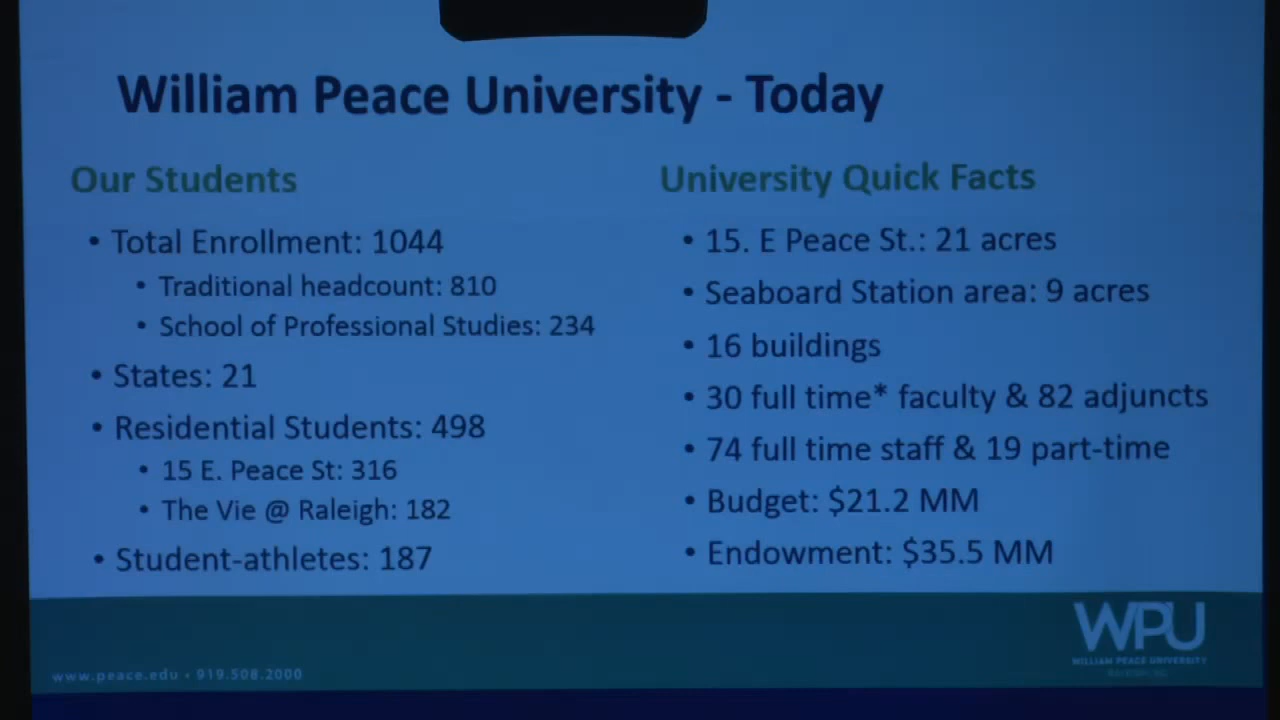 William Peace University - Today
Our Students
• Total Enrollment: 1044
• Traditional headcount: 810
• School of Professional Studies: 234
• States: 21
• Residential Students: 498
• 15 E. Peace St: 316
• The Vie @ Raleigh: 182
• Student-athletes: 187
University Quick Facts
• 15. E Peace St.: 21 acres
• Seaboard Station area: 9 acres
• 16 buildings
• 30 full time* faculty & 82 adjuncts
• 74 full time staff & 19 part-time
• Budget: $21.2 MM
• Endowment: $35.5 MM
www.peace.edu • 919.508.2000
WPU
WILLIAM PEACE UNIVERSITY